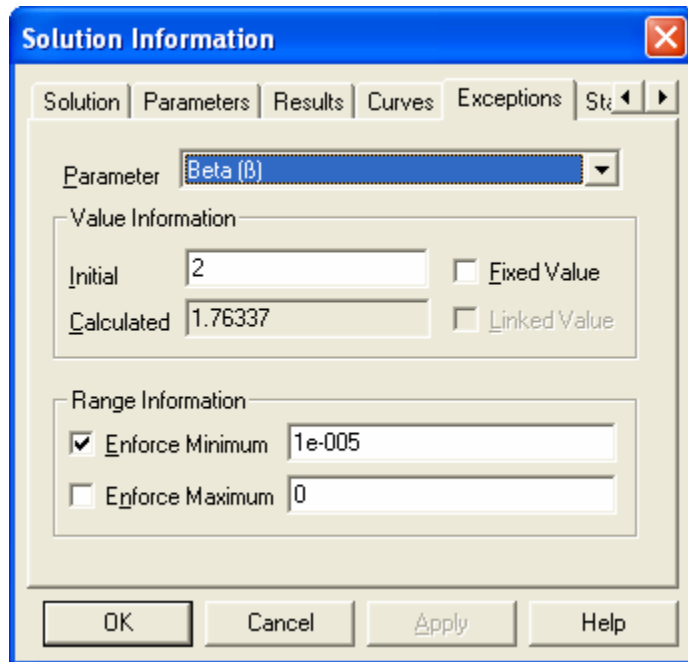 Solution Information
Solution Parameters Results Curves Exceptions
Parameter Beta (ß)
Value Information
Initial 2 Fixed Value
Calculated 1.76337 Linked Value
Range Information
Enforce Minimum 1e-005
Enforce Maximum 0
OK Cancel Apply Help